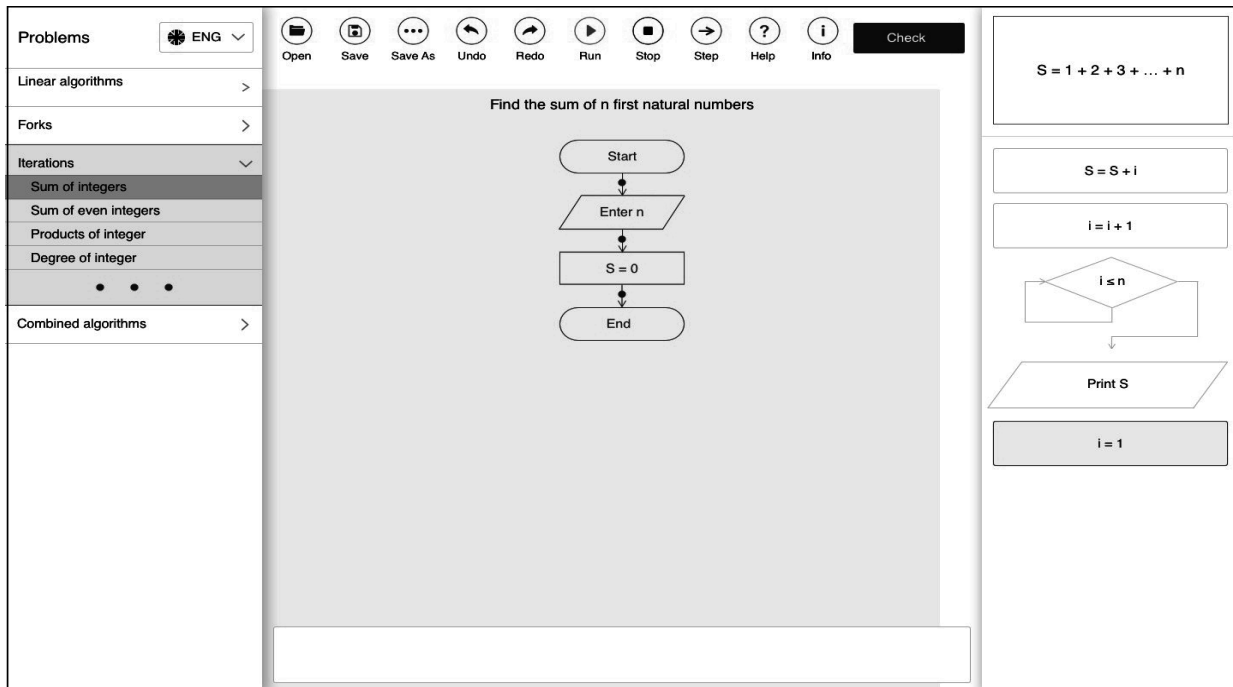 Problems
ENG
Linear algorithms
Forks
Iterations
Sum of integers
Sum of even integers
Products of integer
Degree of integer
Combined algorithms
Open Save Save As Undo Redo Run Stop Step Help Info
Check
Find the sum of n first natural numbers
Start
Enter n
S = 0
End
S = 1 + 2 + 3 + ... + n
S = S + i
i = i + 1
i ≤ n
Print S
i = 1